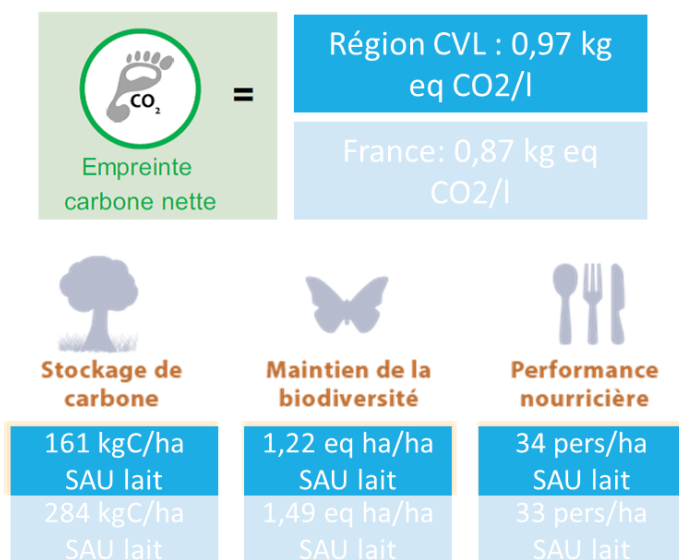 Région CVL : 0,97 kg
eq CO2/l
CO2
=
Empreinte
carbone nette
France: 0,87 kg eq
CO2/l
Stockage de
carbone
Maintien de la
biodiversité
Performance
nourricière
161 kgC/ha
SAU lait
1,22 eq ha/ha
SAU lait
34 pers/ha
SAU lait
284 kgC/ha
SAU lait
1,49 eq ha/ha
SAU lait
33 pers/ha
SAU lait